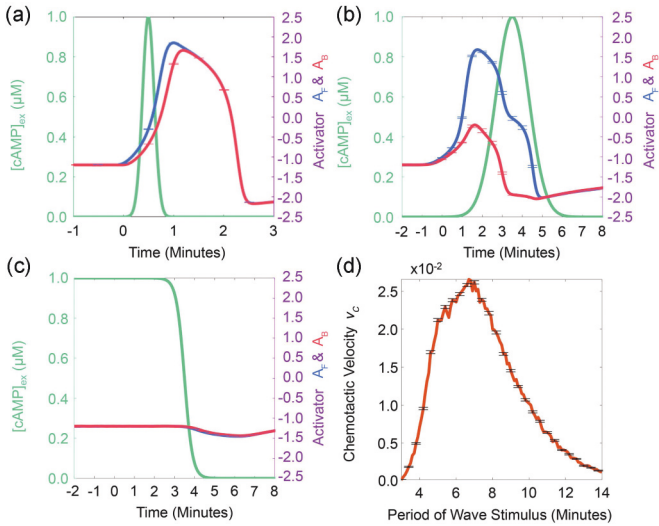 (a)
1.0
0.8
0.6
0.4
0.2
0.0
[cAMP]ex (µM)
2.5
2.0
1.5
1.0
0.5
0.0
-0.5
-1.0
-1.5
-2.0
-2.5
Activator AF & AB
-1 0 1 2 3
Time (Minutes)
(b)
1.0
0.8
0.6
0.4
0.2
0.0
[cAMP]ex (µM)
2.5
2.0
1.5
1.0
0.5
0.0
-0.5
-1.0
-1.5
-2.0
-2.5
Activator AF & AB
-2 -1 0 1 2 3 4 5 6 7 8
Time (Minutes)
(c)
1.0
0.8
0.6
0.4
0.2
0.0
[cAMP]ex (µM)
2.5
2.0
1.5
1.0
0.5
0.0
-0.5
-1.0
-1.5
-2.0
-2.5
Activator AF & AB
-2 -1 0 1 2 3 4 5 6 7 8
Time (Minutes)
(d)
x10-2
2.5
2.0
1.5
1.0
0.5
0.0
Chemotactic Velocity vc
4 6 8 10 12 14
Period of Wave Stimulus (Minutes)